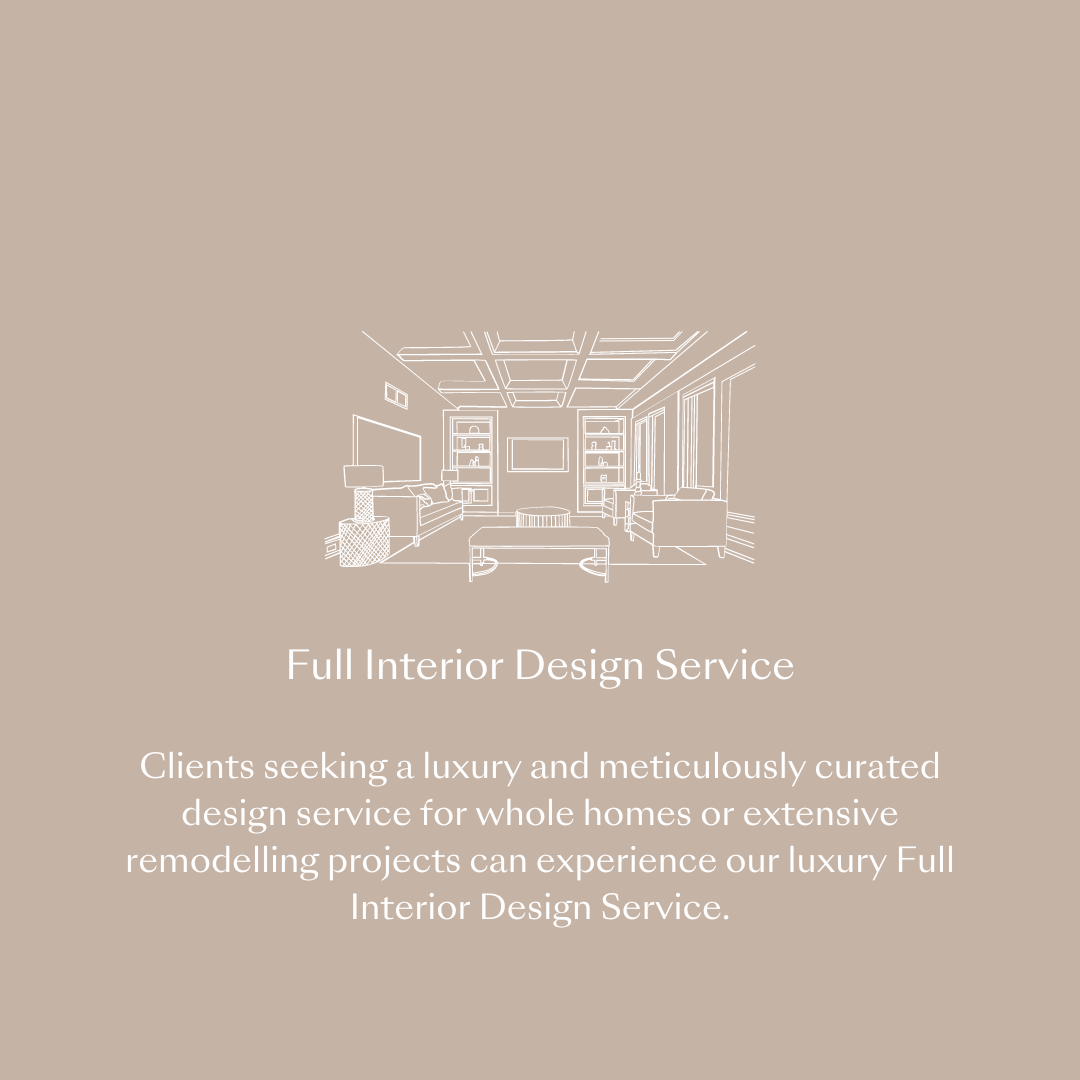 Full Interior Design Service
Clients seeking a luxury and meticulously curated
design service for whole homes or extensive
remodelling projects can experience our luxury Full
Interior Design Service.